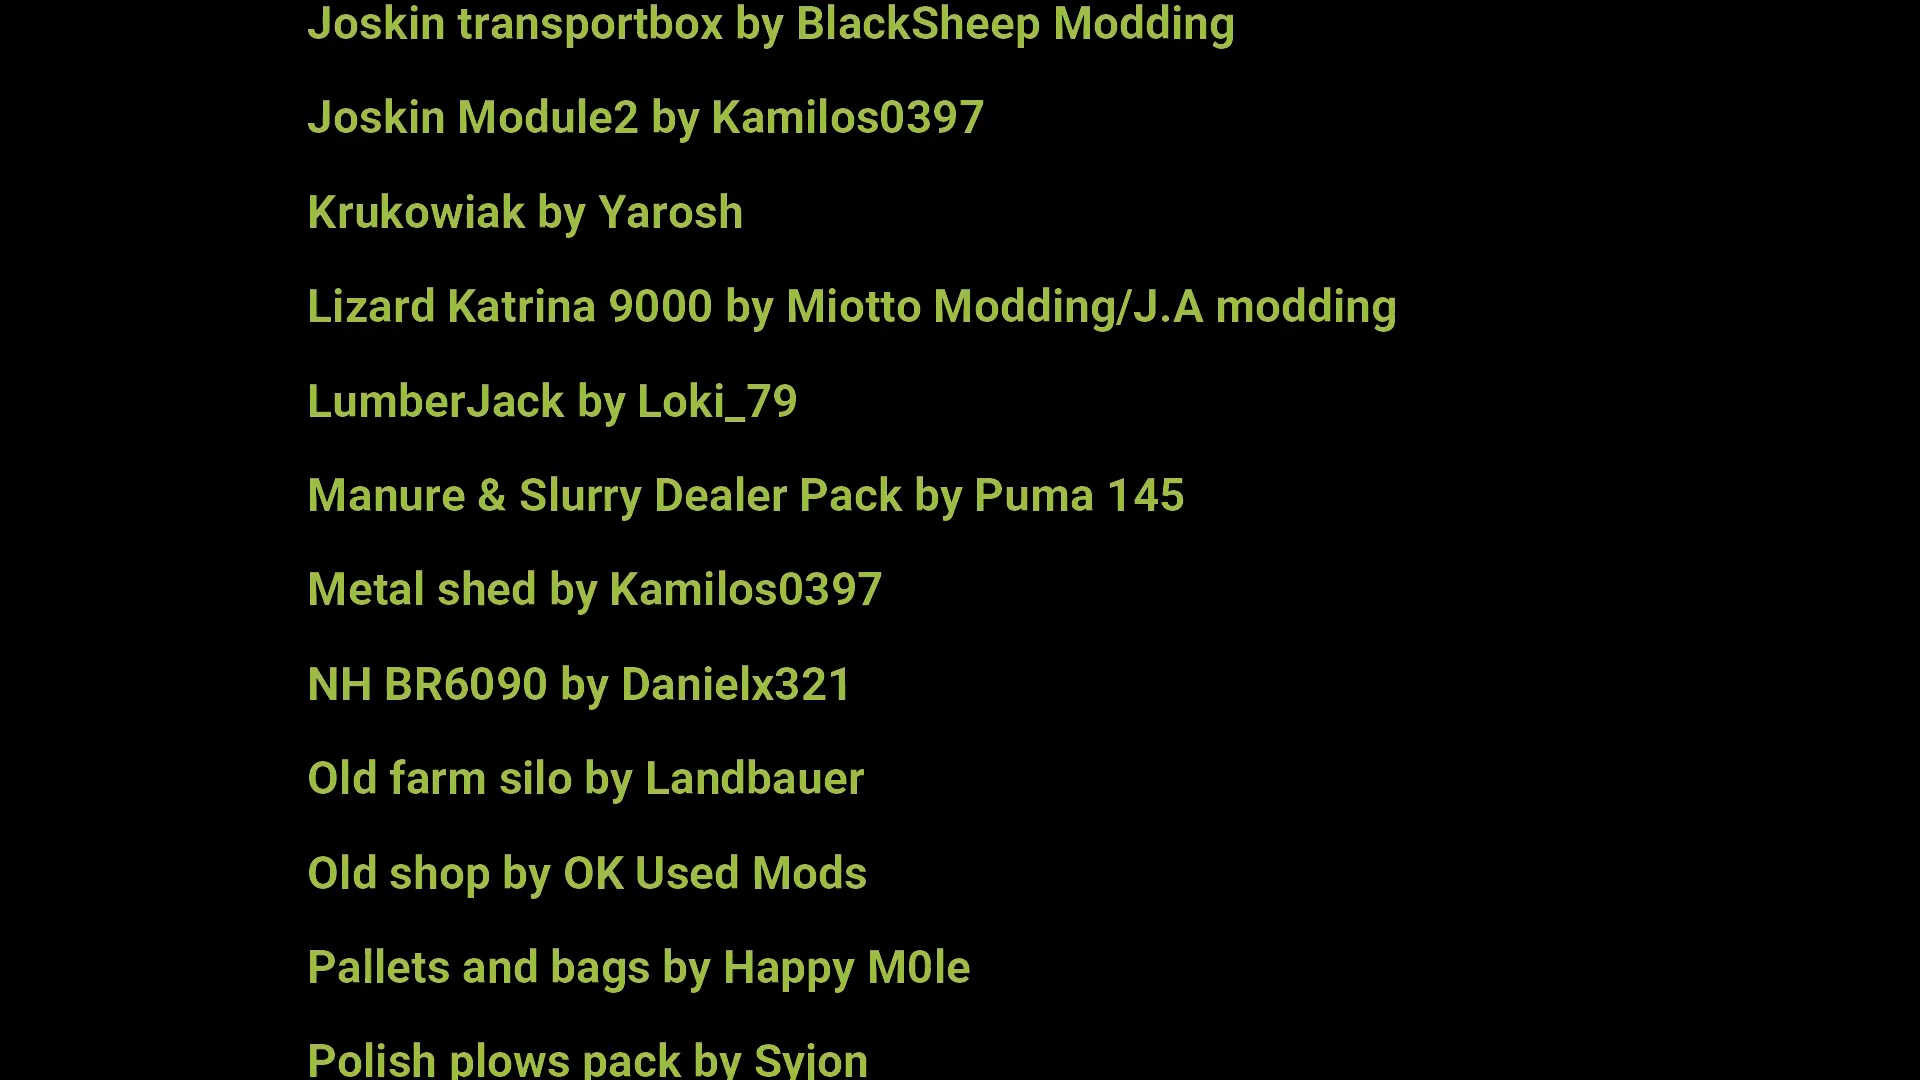 Joskin transportbox by BlackSheep Modding
Joskin Module2 by Kamilos0397
Krukowiak by Yarosh
Lizard Katrina 9000 by Miotto Modding/J.A modding
LumberJack by Loki_79
Manure & Slurry Dealer Pack by Puma 145
Metal shed by Kamilos0397
NH BR6090 by Danielx321
Old farm silo by Landbauer
Old shop by OK Used Mods
Pallets and bags by Happy M0le
Polish plows pack by Syjon